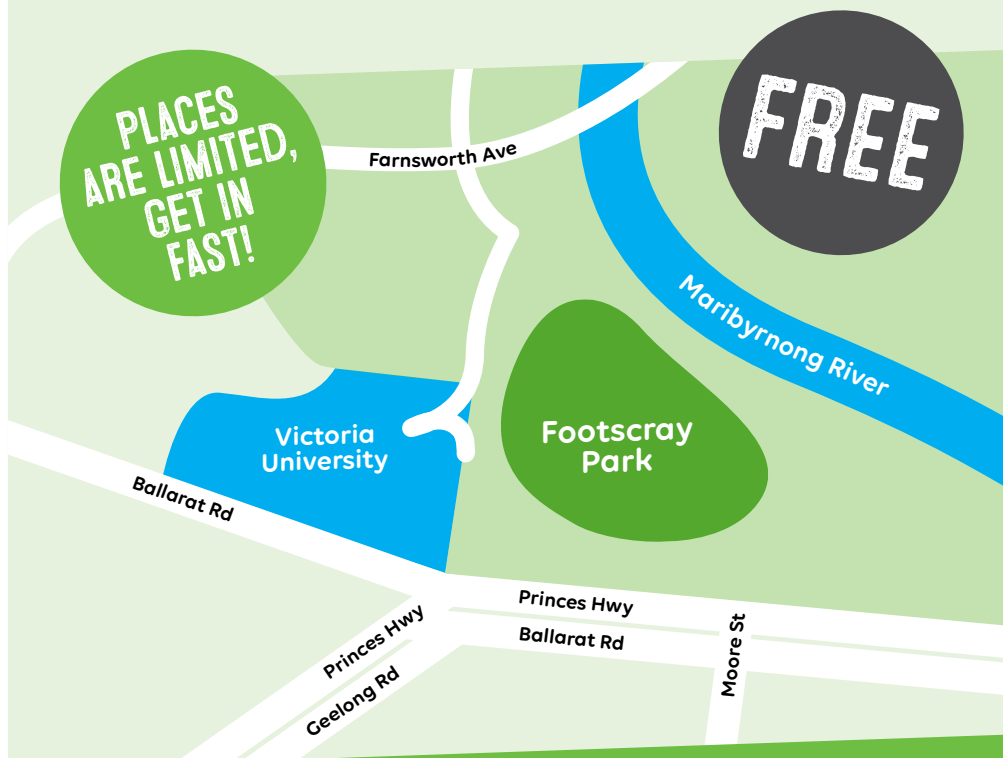 PLACES
ARE LIMITED,
GET IN
FAST!
FREE
Farnsworth Ave
Maribyrnong River
Victoria
University
Footscray
Park
Ballarat Rd
Princes Hwy
Ballarat Rd
Moore St
Princes Hwy
Geelong Rd